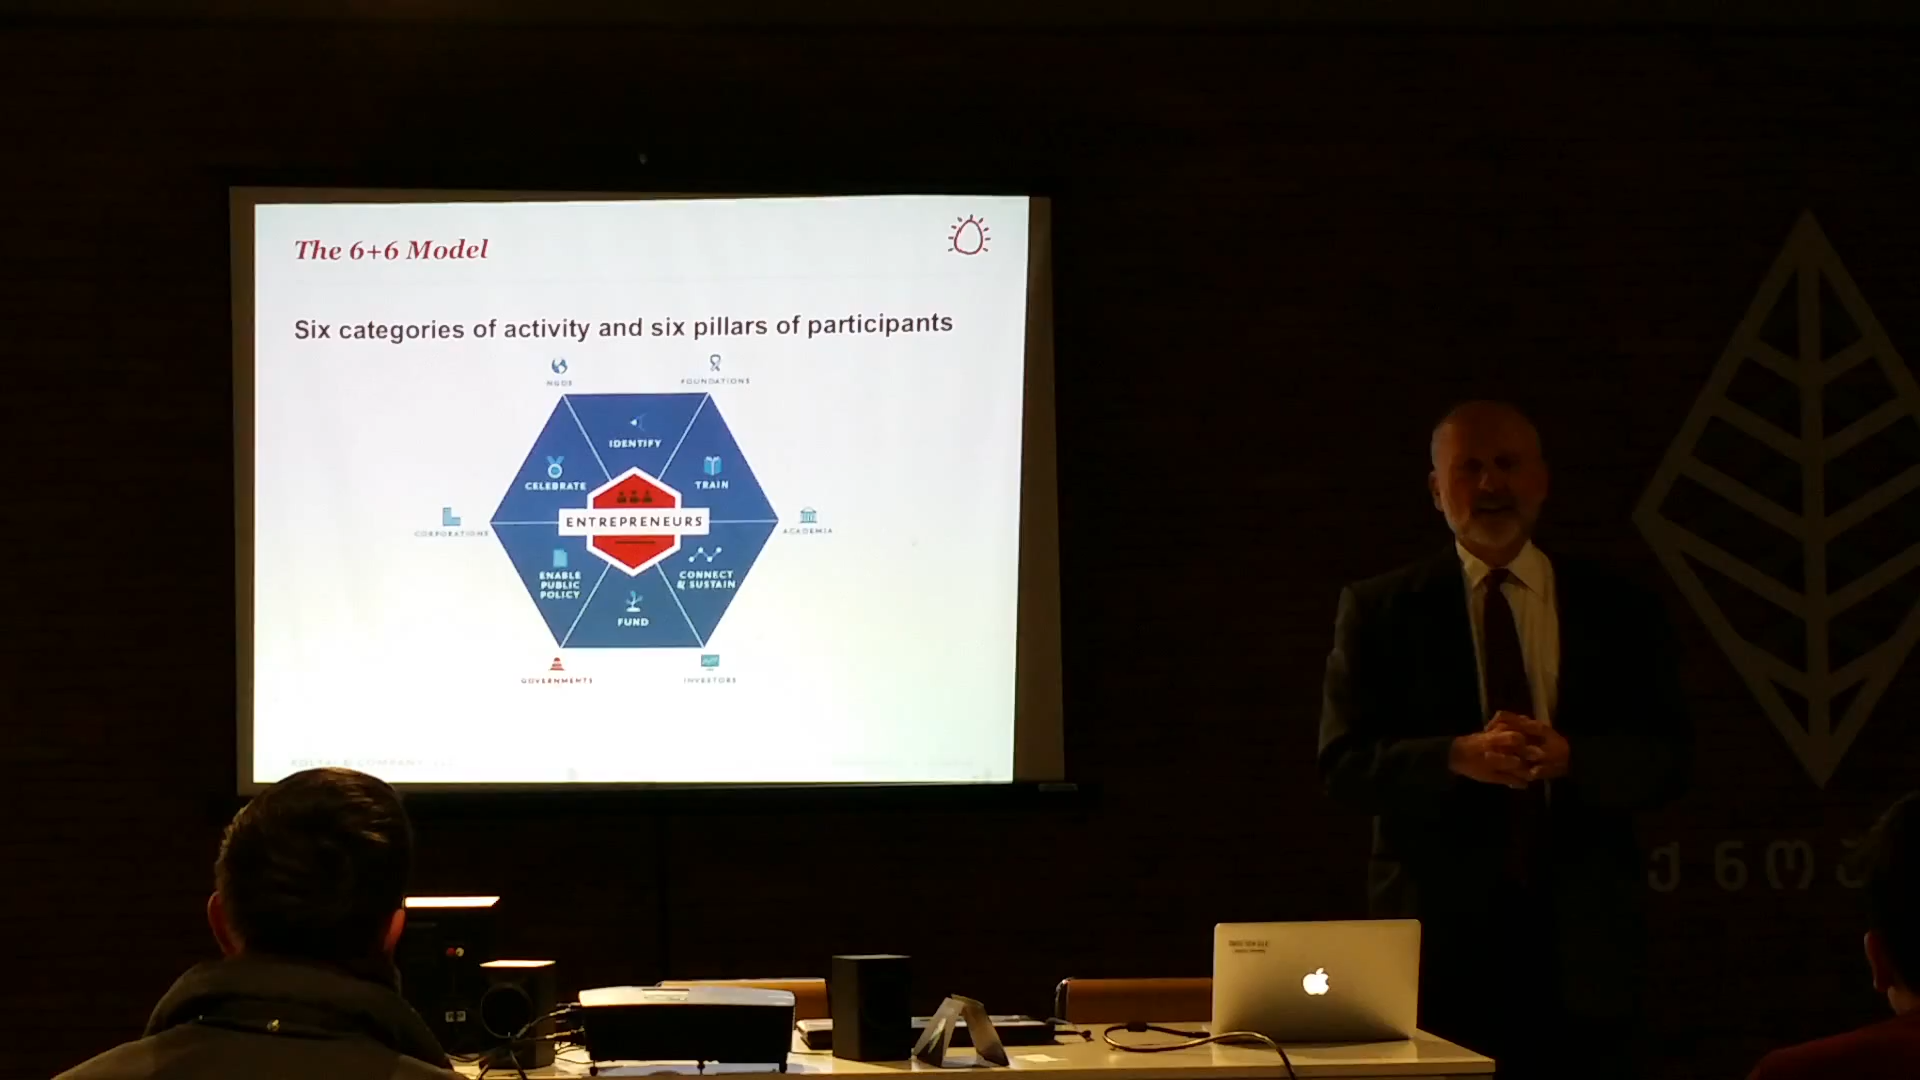 The 6+6 Model
Six categories of activity and six pillars of participants
NGOS
FOUNDATIONS
IDENTIFY
CELEBRATE
TRAIN
CORPORATIONS
ENTREPRENEURS
ACADEMIA
ENABLE
PUBLIC
POLICY
CONNECT
& SUSTAIN
FUND
GOVERNMENTS
INVESTORS